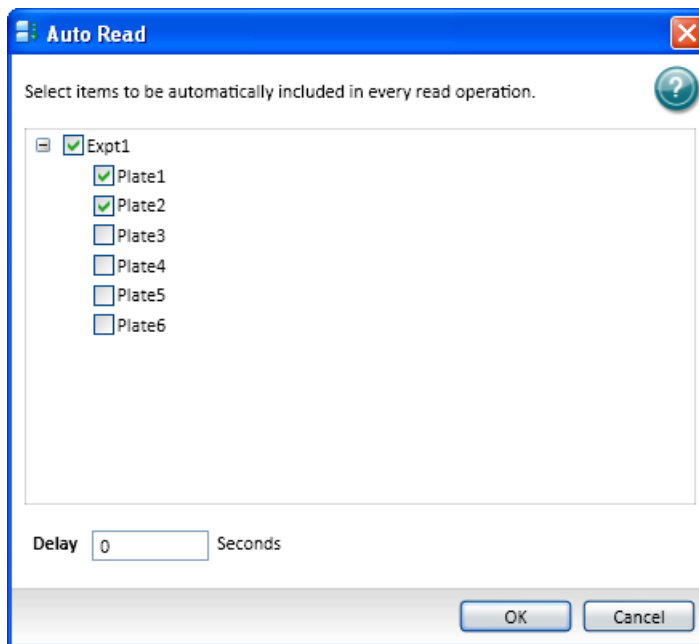 Auto Read
Select items to be automatically included in every read operation.
?
Expt1
Plate1
Plate2
Plate3
Plate4
Plate5
Plate6
Delay 0 Seconds
OK Cancel